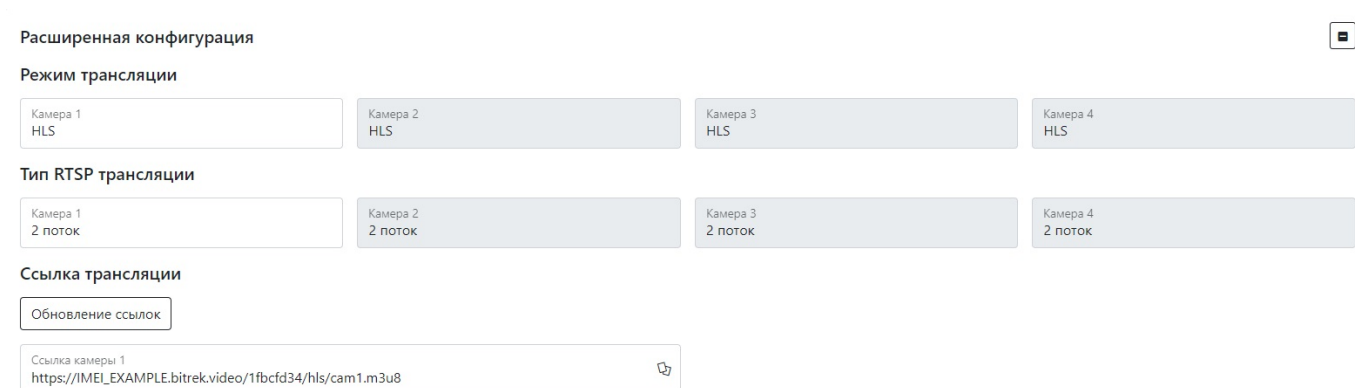 Расширенная конфигурация
Режим трансляции
Камера 1 Камера 2 Камера 3 Камера 4
HLS HLS HLS HLS
Тип RTSP трансляции
Камера 1 Камера 2 Камера 3 Камера 4
2 поток 2 поток 2 поток 2 поток
Ссылка трансляции
Обновление ссылок
Ссылка камеры 1
https://IMEI_EXAMPLE.bitrek.video/1fbcfd34/hls/cam1.m3u8